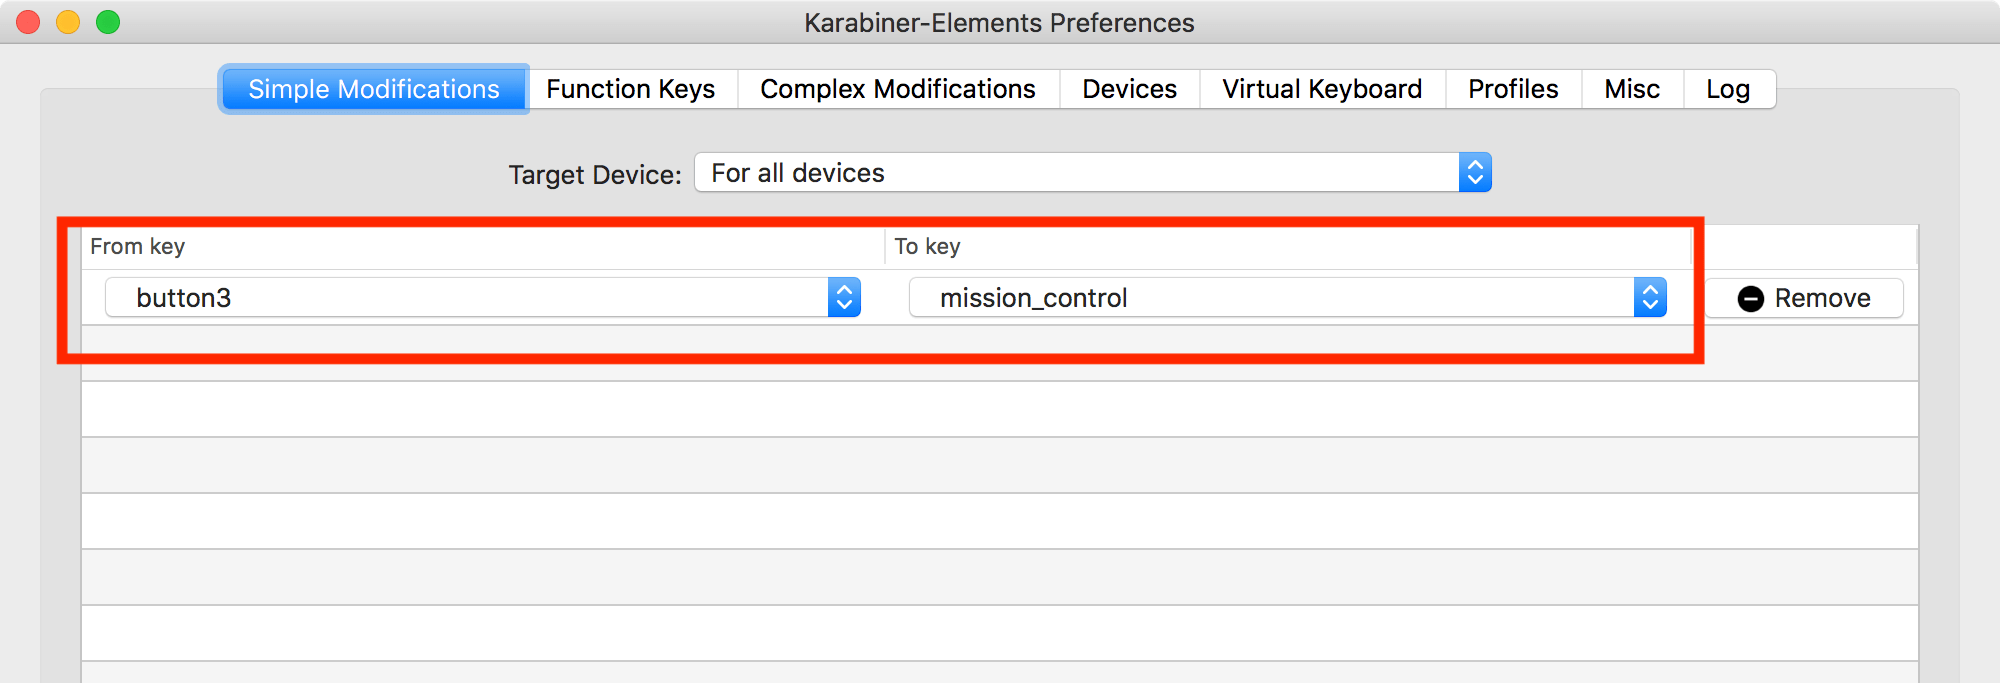 Karabiner-Elements Preferences
Simple Modifications Function Keys Complex Modifications Devices Virtual Keyboard Profiles Misc Log
Target Device: For all devices
From key To key
button3 mission_control Remove